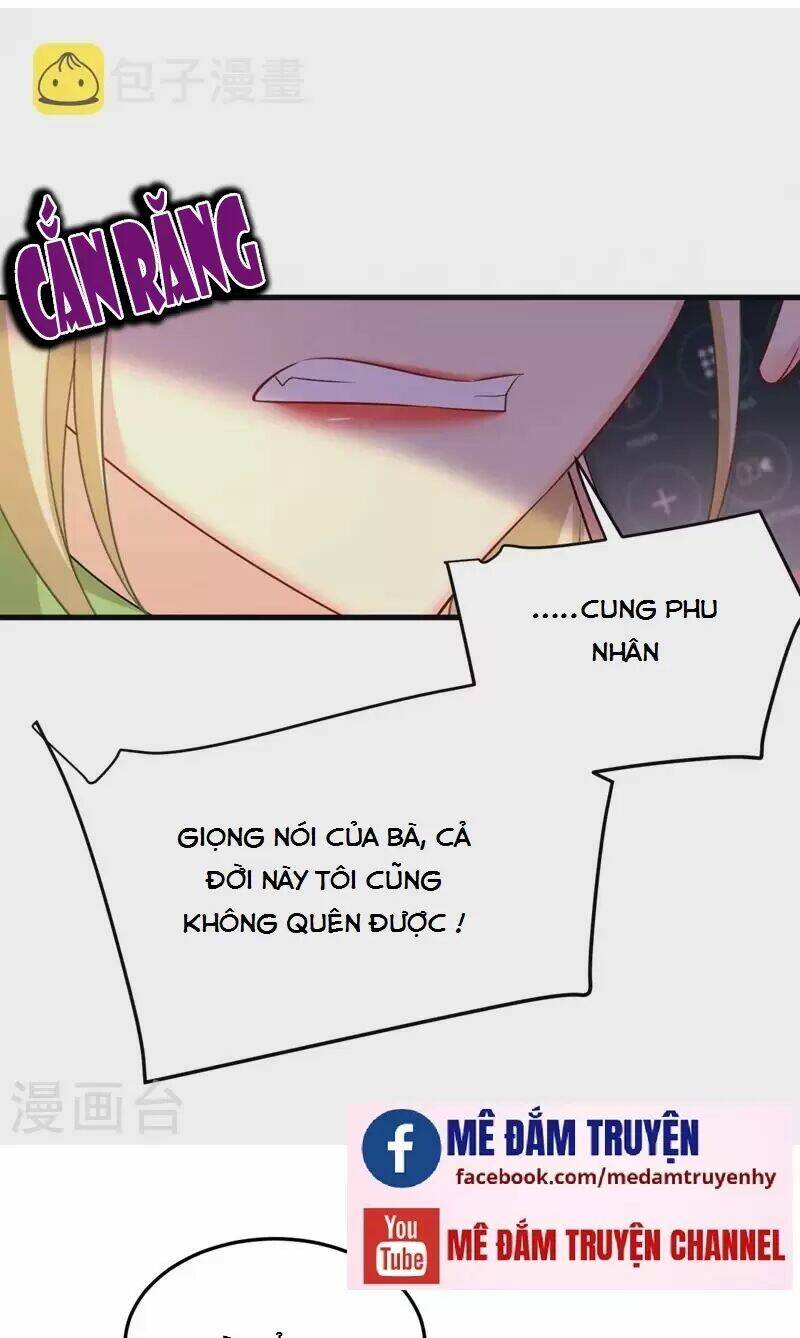 包子漫畫
CẮN RĂNG
.....CUNG PHU
NHÂN
GIỌNG NÓI CỦA BÀ, CẢ
ĐỜI NÀY TÔI CŨNG
KHÔNG QUÊN ĐƯỢC !
漫画台
f MÊ ĐẮM TRUYỆN
facebook.com/medamtruyenhy
You
Tube
MÊ ĐẮM TRUYỆN CHANNEL